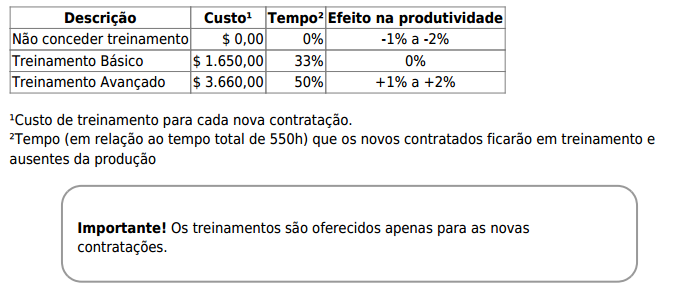 Descrição Custo¹ Tempo² Efeito na produtividade
Não conceder treinamento $ 0,00 0% -1% a -2%
Treinamento Básico $ 1.650,00 33% 0%
Treinamento Avançado $ 3.660,00 50% +1% a +2%
¹Custo de treinamento para cada nova contratação.
²Tempo (em relação ao tempo total de 550h) que os novos contratados ficarão em treinamento e
ausentes da produção
Importante! Os treinamentos são oferecidos apenas para as novas
contratações.